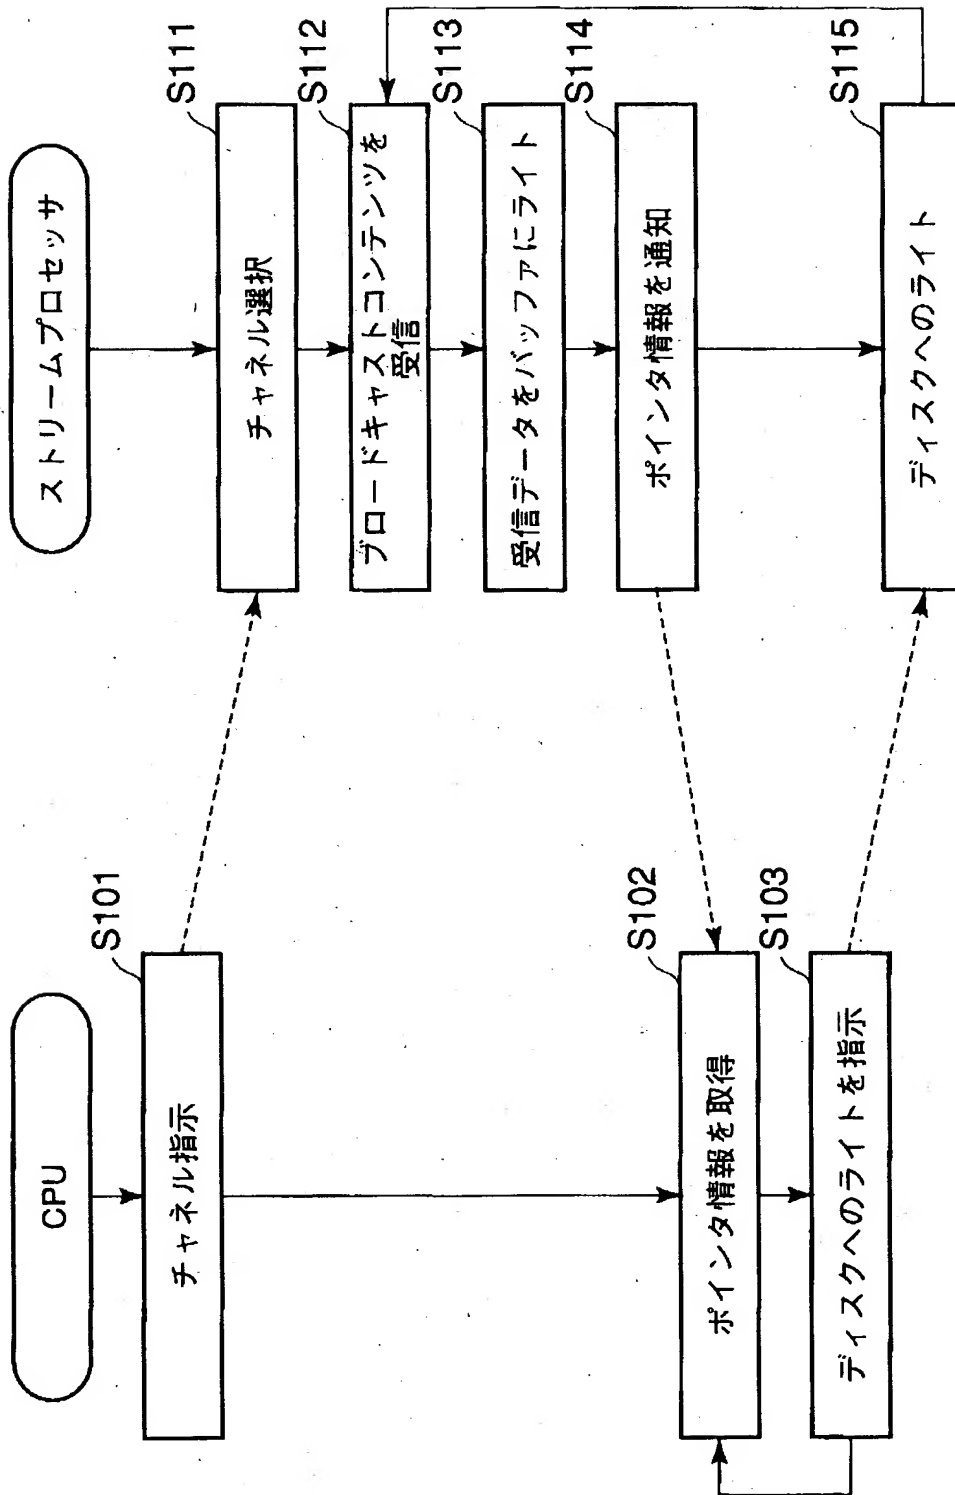 CPU
チャネル指示
S101
ポインタ情報を取得
S102
ディスクへのライトを指示
S103
ストリームプロセッサ
チャネル選択
S111
ブロードキャストコンテンツを
受信
S112
受信データをバッファにライト
S113
ポインタ情報を通知
S114
ディスクへのライト
S115